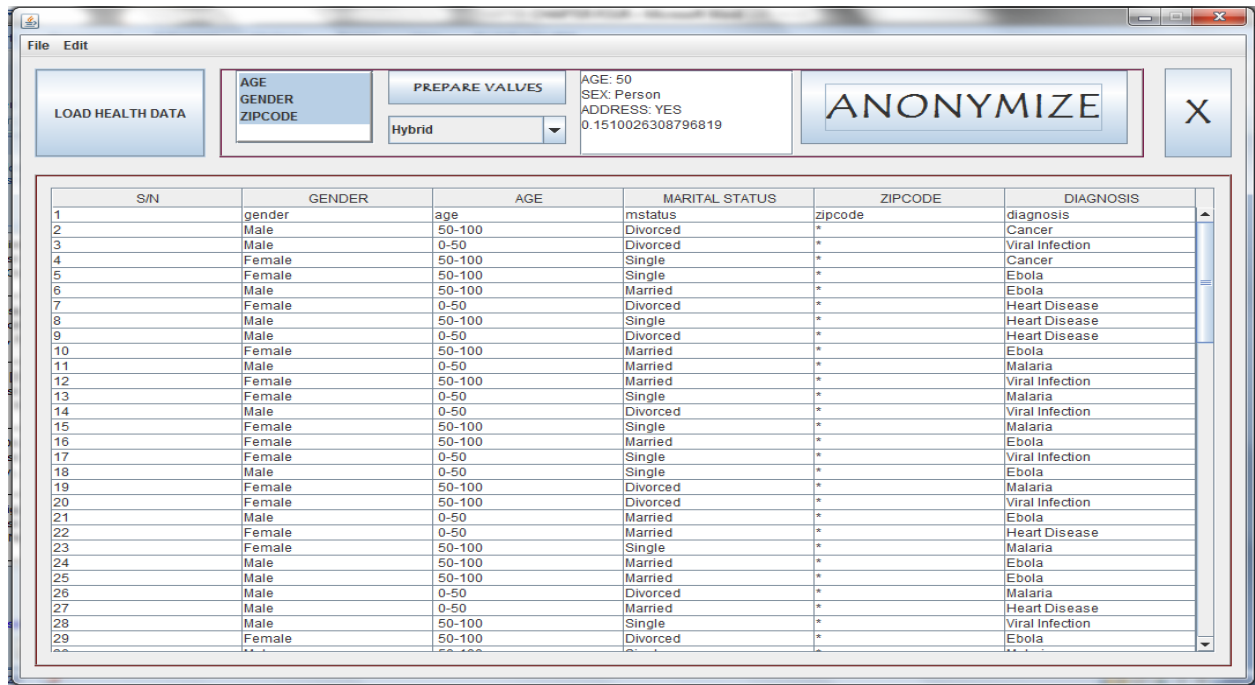 File Edit
LOAD HEALTH DATA
AGE
GENDER
ZIPCODE
PREPARE VALUES
Hybrid
AGE: 50
SEX: Person
ADDRESS: YES
0.1510026308796819
ANONYMIZE
X
S/N GENDER AGE MARITAL STATUS ZIPCODE DIAGNOSIS
1 gender age mstatus zipcode diagnosis
2 Male 50-100 Divorced * Cancer
3 Male 0-50 Divorced * Viral Infection
4 Female 50-100 Single * Cancer
5 Female 50-100 Single * Ebola
6 Male 50-100 Married * Ebola
7 Female 0-50 Divorced * Heart Disease
8 Male 50-100 Single * Heart Disease
9 Male 0-50 Divorced * Heart Disease
10 Female 50-100 Married * Ebola
11 Male 0-50 Married * Malaria
12 Female 50-100 Married * Viral Infection
13 Female 0-50 Single * Malaria
14 Male 0-50 Divorced * Viral Infection
15 Female 50-100 Single * Malaria
16 Female 50-100 Married * Ebola
17 Female 0-50 Single * Viral Infection
18 Male 0-50 Single * Ebola
19 Female 50-100 Divorced * Malaria
20 Female 50-100 Divorced * Viral Infection
21 Male 0-50 Married * Ebola
22 Female 0-50 Married * Heart Disease
23 Female 50-100 Single * Malaria
24 Male 50-100 Married * Ebola
25 Male 50-100 Married * Ebola
26 Male 0-50 Divorced * Malaria
27 Male 0-50 Married * Heart Disease
28 Male 50-100 Single * Viral Infection
29 Female 50-100 Divorced * Ebola